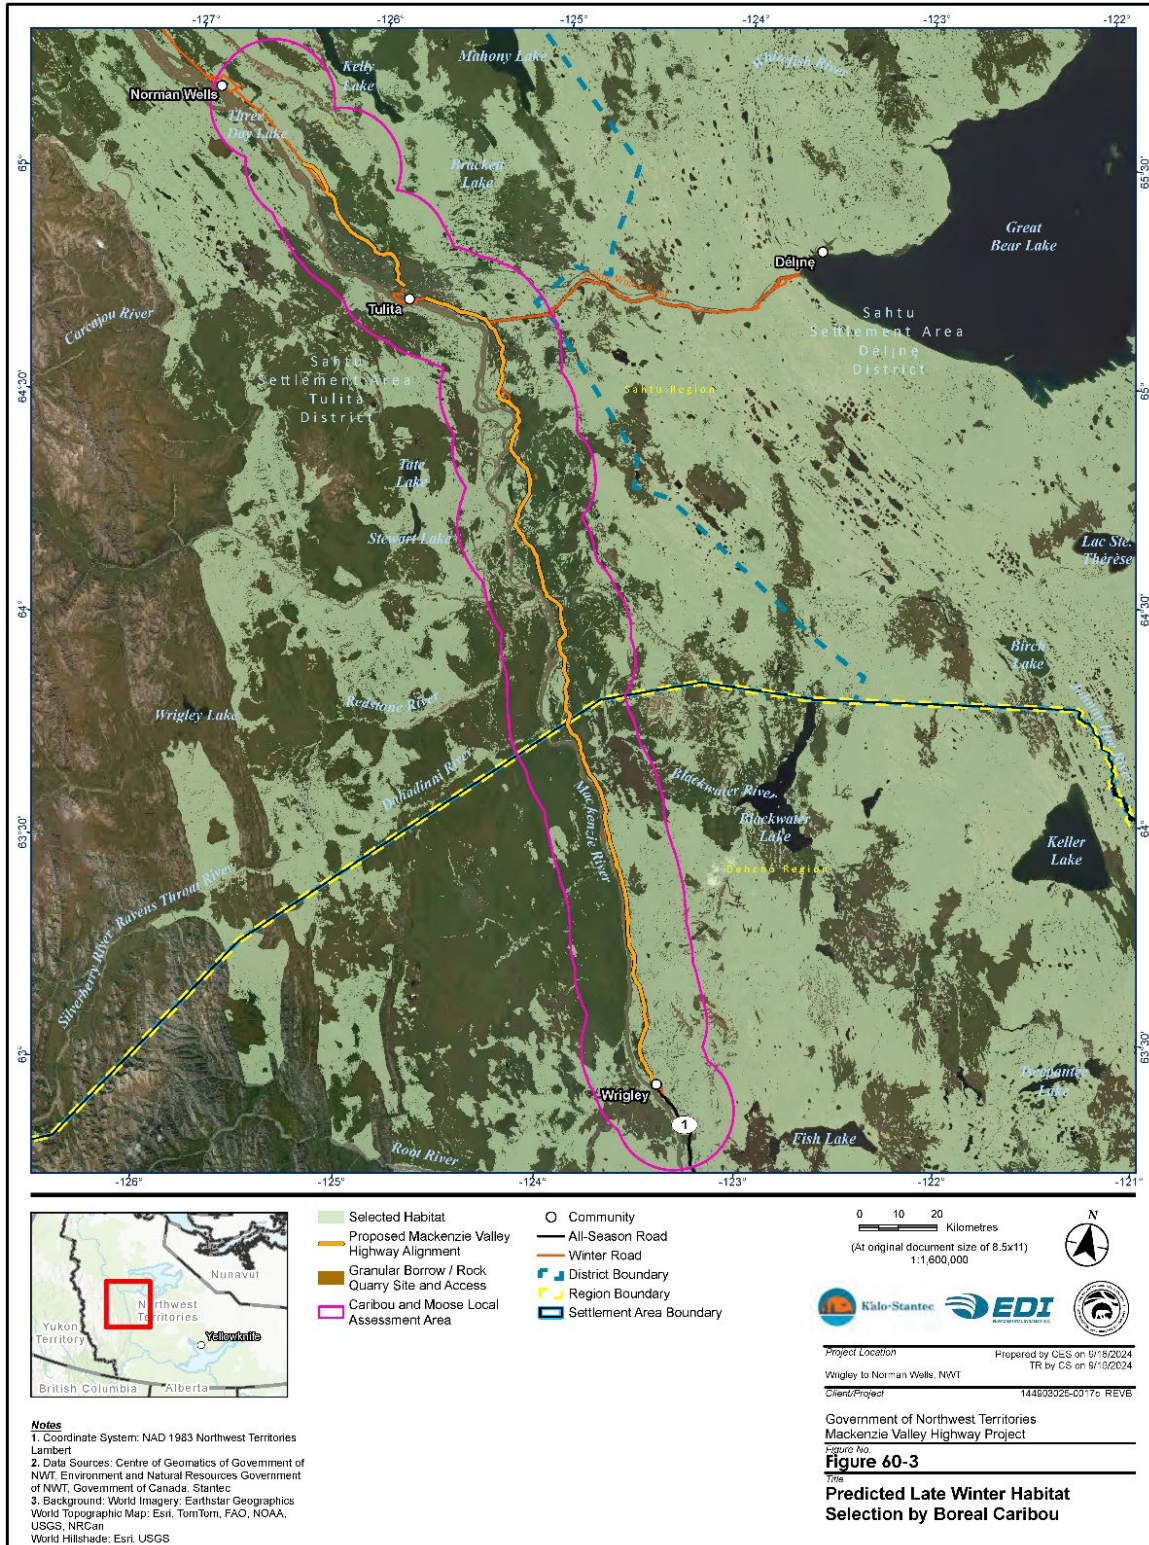 -127°
-126°
-125°
-124°
-123°
-122°
Mahony Lake
Whitefish River
Kelly
Lake
Norman Wells
Three
Day Lake
65°
65°30'
Brackett
Lake
Great
Bear Lake
Délı̨nę
Tulita
Carcajou River
Sahtu
Settlement Area
Délı̨nę
District
Sahtu
Settlement Area
Tulita
District
64°30'
65°
Sahtu Region
Tate
Lake
Stewart Lake
Lac Ste.
Thérèse
64°
64°30'
Birch
Lake
Redstone River
Wrigley Lake
Johnny Hoe River
Dahadinni River
Mackenzie River
Blackwater River
Blackwater
Lake
63°30'
64°
Keller
Lake
Dehcho Region
Silverberry River
Ravens Throat River
63°
63°30'
Wrigley
1
Fish Lake
Root River
-126°
-125°
-124°
-123°
-122°
-121°
Nunavut
Northwest
Territories
Yukon
Territory
Yellowknife
British Columbia
Alberta
Selected Habitat
Proposed Mackenzie Valley
Highway Alignment
Granular Borrow / Rock
Quarry Site and Access
Caribou and Moose Local
Assessment Area
Community
All-Season Road
Winter Road
District Boundary
Region Boundary
Settlement Area Boundary
0 10 20
Kilometres
(At original document size of 8.5x11)
1:1,600,000
N
K'alo-Stantec
EDI
Project Location
Wrigley to Norman Wells, NWT
Prepared by CES on 9/16/2024
TR by CS on 9/16/2024
Client/Project
144903025-0017c REVB
Government of Northwest Territories
Mackenzie Valley Highway Project
Figure No.
Figure 60-3
Title
Predicted Late Winter Habitat
Selection by Boreal Caribou
Notes
1. Coordinate System: NAD 1983 Northwest Territories
Lambert
2. Data Sources: Centre of Geomatics of Government of
NWT, Environment and Natural Resources Government
of NWT, Government of Canada, Stantec
3. Background: World Imagery: Earthstar Geographics
World Topographic Map: Esri, TomTom, FAO, NOAA,
USGS, NRCan
World Hillshade: Esri, USGS